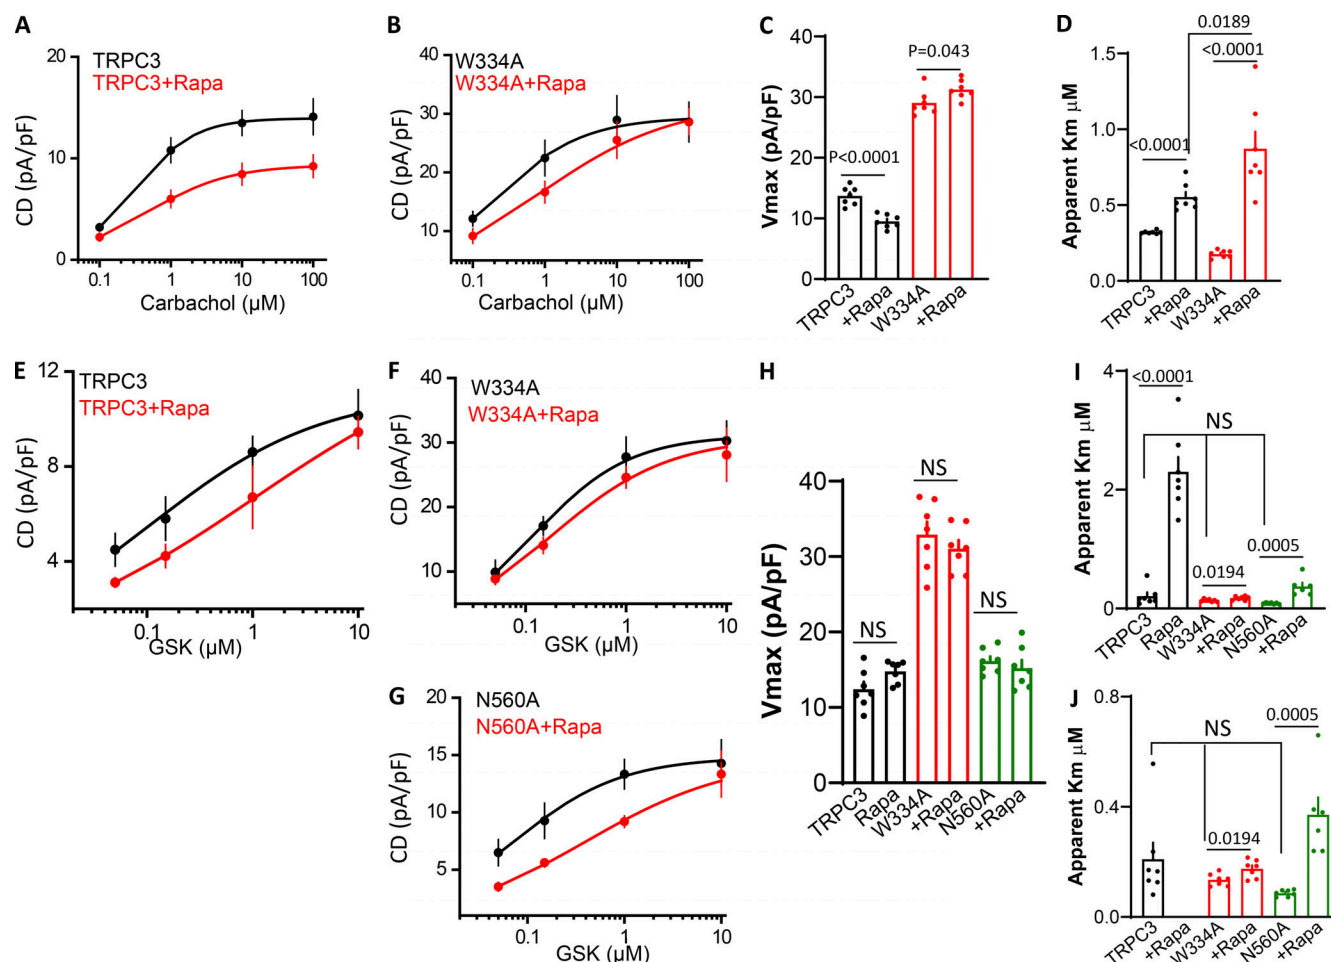 A
TRPC3
TRPC3+Rapa
20
10
0
CD (pA/pF)
0.1 1 10 100
Carbachol (µM)
B
W334A
W334A+Rapa
40
30
20
10
CD (pA/pF)
0.1 1 10 100
Carbachol (µM)
C
40
30
20
10
0
Vmax (pA/pF)
P<0.0001
P=0.043
TRPC3 +Rapa W334A +Rapa
D
0.0189
<0.0001
<0.0001
1.5
1.0
0.5
0.0
Apparent Km µM
TRPC3 +Rapa W334A +Rapa
E
TRPC3
TRPC3+Rapa
12
8
4
CD (pA/pF)
0.1 1 10
GSK (µM)
F
W334A
W334A+Rapa
40
30
20
10
CD (pA/pF)
0.1 1 10
GSK (µM)
G
N560A
N560A+Rapa
20
15
10
5
CD (pA/pF)
0.1 1 10
GSK (µM)
H
40
30
20
10
0
Vmax (pA/pF)
NS
NS
NS
TRPC3 Rapa W334A +Rapa N560A +Rapa
I
<0.0001
NS
0.0194
0.0005
4
2
0
Apparent Km µM
TRPC3 Rapa W334A +Rapa N560A +Rapa
J
0.0005
NS
0.0194
0.8
0.4
0.0
Apparent Km µM
TRPC3 +Rapa W334A +Rapa N560A +Rapa